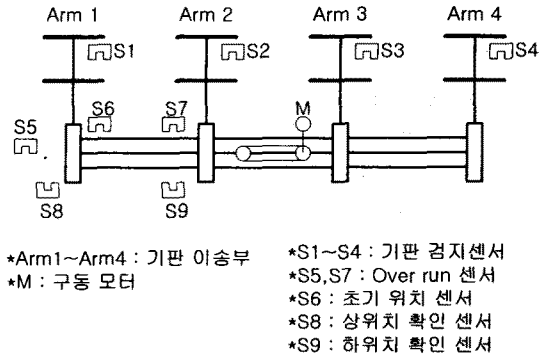 Arm 1 Arm 2 Arm 3 Arm 4
S1 S2 S3 S4
S6 S7 M
S5
S8 S9
*Arm1~Arm4 : 기판 이송부
*M : 구동 모터
*S1~S4 : 기판 검지센서
*S5,S7 : Over run 센서
*S6 : 초기 위치 센서
*S8 : 상위치 확인 센서
*S9 : 하위치 확인 센서